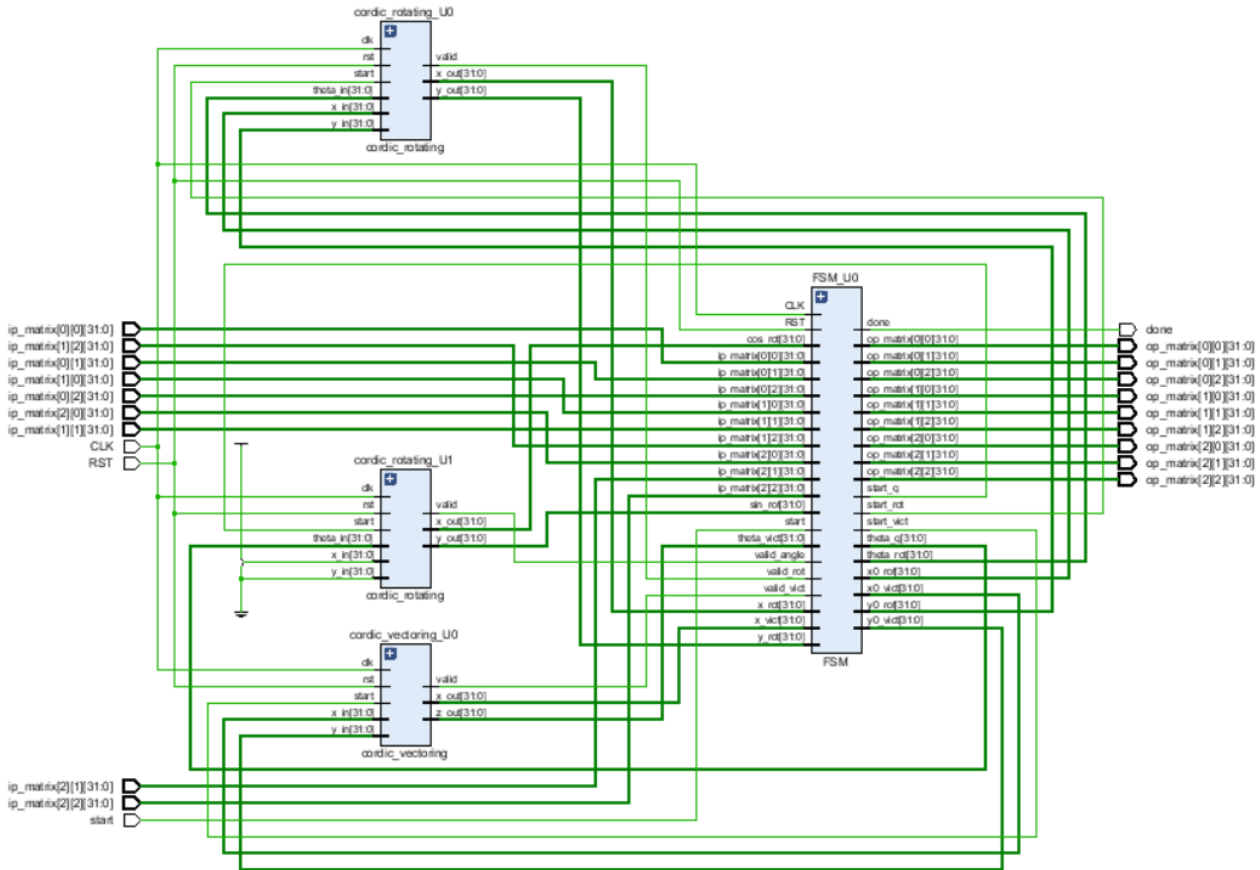 cordic_rotating_U0
clk
rst
start
theta_in[31:0]
x_in[31:0]
y_in[31:0]
valid
x_out[31:0]
y_out[31:0]
cordic_rotating
ip_matrix[0][0][31:0]
ip_matrix[1][2][31:0]
ip_matrix[0][1][31:0]
ip_matrix[1][0][31:0]
ip_matrix[0][2][31:0]
ip_matrix[2][0][31:0]
ip_matrix[1][1][31:0]
CLK
RST
cordic_rotating_U1
clk
rst
start
theta_in[31:0]
x_in[31:0]
y_in[31:0]
valid
x_out[31:0]
y_out[31:0]
cordic_rotating
cordic_vectoring_U0
clk
rst
start
x_in[31:0]
y_in[31:0]
valid
x_out[31:0]
z_out[31:0]
cordic_vectoring
ip_matrix[2][1][31:0]
ip_matrix[2][2][31:0]
start
FSM_U0
CLK
RST
cos_rot[31:0]
ip_matrix[0][0][31:0]
ip_matrix[0][1][31:0]
ip_matrix[0][2][31:0]
ip_matrix[1][0][31:0]
ip_matrix[1][1][31:0]
ip_matrix[1][2][31:0]
ip_matrix[2][0][31:0]
ip_matrix[2][1][31:0]
ip_matrix[2][2][31:0]
sin_rot[31:0]
start
theta_vict[31:0]
valid_angle
valid_rot
valid_vict
x_rot[31:0]
x_vict[31:0]
y_rot[31:0]
done
op_matrix[0][0][31:0]
op_matrix[0][1][31:0]
op_matrix[0][2][31:0]
op_matrix[1][0][31:0]
op_matrix[1][1][31:0]
op_matrix[1][2][31:0]
op_matrix[2][0][31:0]
op_matrix[2][1][31:0]
op_matrix[2][2][31:0]
start_q
start_rot
start_vict
theta_q[31:0]
theta_rot[31:0]
x0_rot[31:0]
x0_vict[31:0]
y0_rot[31:0]
y0_vict[31:0]
FSM
done
op_matrix[0][0][31:0]
op_matrix[0][1][31:0]
op_matrix[0][2][31:0]
op_matrix[1][0][31:0]
op_matrix[1][1][31:0]
op_matrix[1][2][31:0]
op_matrix[2][0][31:0]
op_matrix[2][1][31:0]
op_matrix[2][2][31:0]